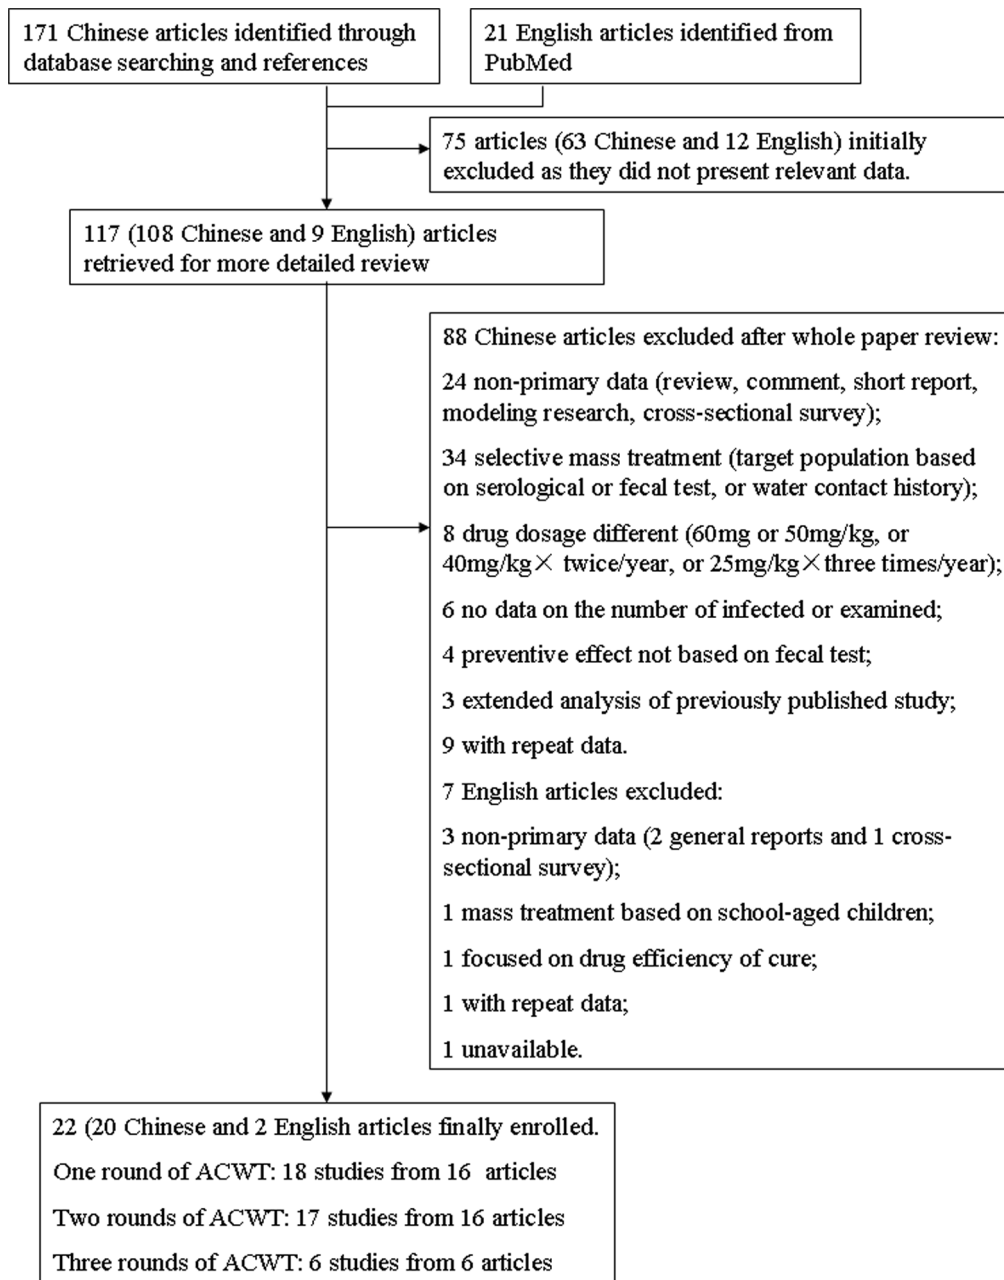 171 Chinese articles identified through
database searching and references
21 English articles identified from
PubMed
75 articles (63 Chinese and 12 English) initially
excluded as they did not present relevant data.
117 (108 Chinese and 9 English) articles
retrieved for more detailed review
88 Chinese articles excluded after whole paper review:
24 non-primary data (review, comment, short report,
modeling research, cross-sectional survey);
34 selective mass treatment (target population based
on serological or fecal test, or water contact history);
8 drug dosage different (60mg or 50mg/kg, or
40mg/kg× twice/year, or 25mg/kg×three times/year);
6 no data on the number of infected or examined;
4 preventive effect not based on fecal test;
3 extended analysis of previously published study;
9 with repeat data.
7 English articles excluded:
3 non-primary data (2 general reports and 1 cross-
sectional survey);
1 mass treatment based on school-aged children;
1 focused on drug efficiency of cure;
1 with repeat data;
1 unavailable.
22 (20 Chinese and 2 English articles finally enrolled.
One round of ACWT: 18 studies from 16 articles
Two rounds of ACWT: 17 studies from 16 articles
Three rounds of ACWT: 6 studies from 6 articles